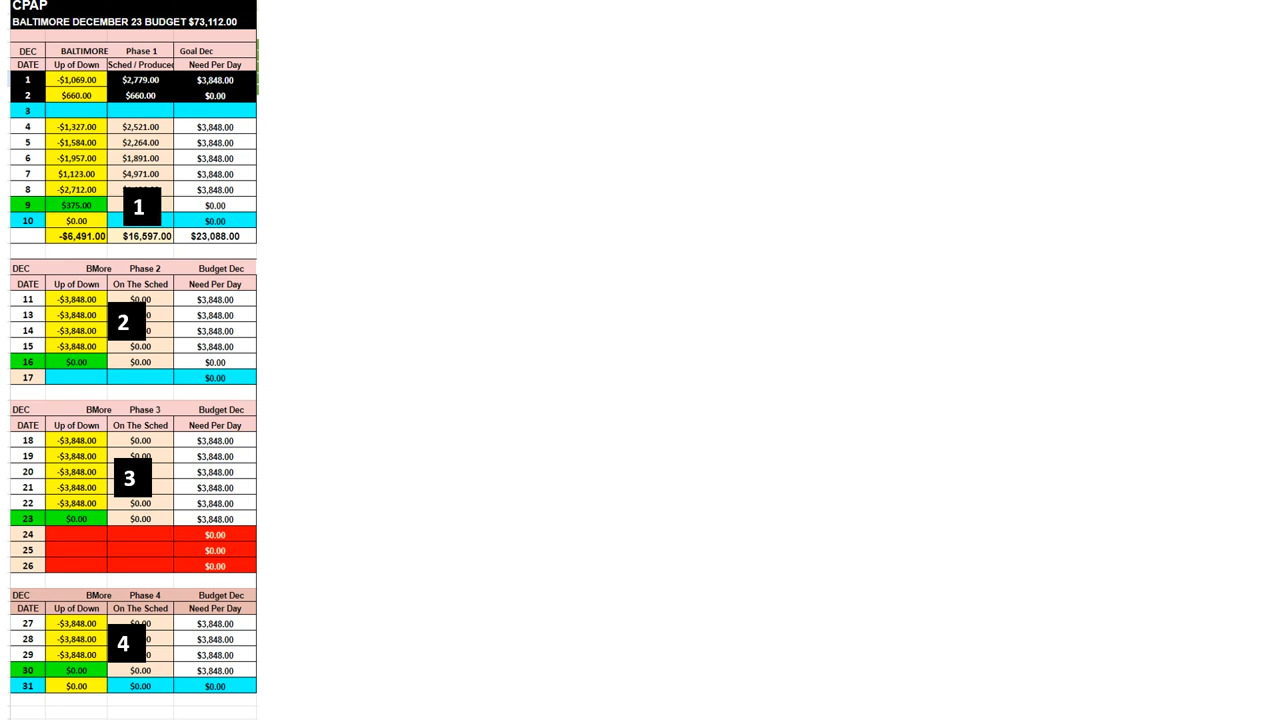 CPAP
BALTIMORE DECEMBER 23 BUDGET $73,112.00
DEC BALTIMORE Phase 1 Goal Dec
DATE Up of Down Sched / Produced Need Per Day
1 -$1,069.00 $2,779.00 $3,848.00
2 $660.00 $660.00 $0.00
3
4 -$1,327.00 $2,521.00 $3,848.00
5 -$1,584.00 $2,264.00 $3,848.00
6 -$1,957.00 $1,891.00 $3,848.00
7 $1,123.00 $4,971.00 $3,848.00
8 -$2,712.00 $3,848.00
9 $375.00 1 $0.00
10 $0.00 $0.00
-$6,491.00 $16,597.00 $23,088.00
DEC BMore Phase 2 Budget Dec
DATE Up of Down On The Sched Need Per Day
11 -$3,848.00 $0.00 $3,848.00
13 -$3,848.00 2 $3,848.00
14 -$3,848.00 $3,848.00
15 -$3,848.00 $0.00 $3,848.00
16 $0.00 $0.00 $0.00
17 $0.00
DEC BMore Phase 3 Budget Dec
DATE Up of Down On The Sched Need Per Day
18 -$3,848.00 $0.00 $3,848.00
19 -$3,848.00 $0.00 $3,848.00
20 -$3,848.00 3 $3,848.00
21 -$3,848.00 $3,848.00
22 -$3,848.00 $0.00 $3,848.00
23 $0.00 $0.00 $3,848.00
24 $0.00
25 $0.00
26 $0.00
DEC BMore Phase 4 Budget Dec
DATE Up of Down On The Sched Need Per Day
27 -$3,848.00 $0.00 $3,848.00
28 -$3,848.00 4 $3,848.00
29 -$3,848.00 $3,848.00
30 $0.00 $0.00 $3,848.00
31 $0.00 $0.00 $0.00